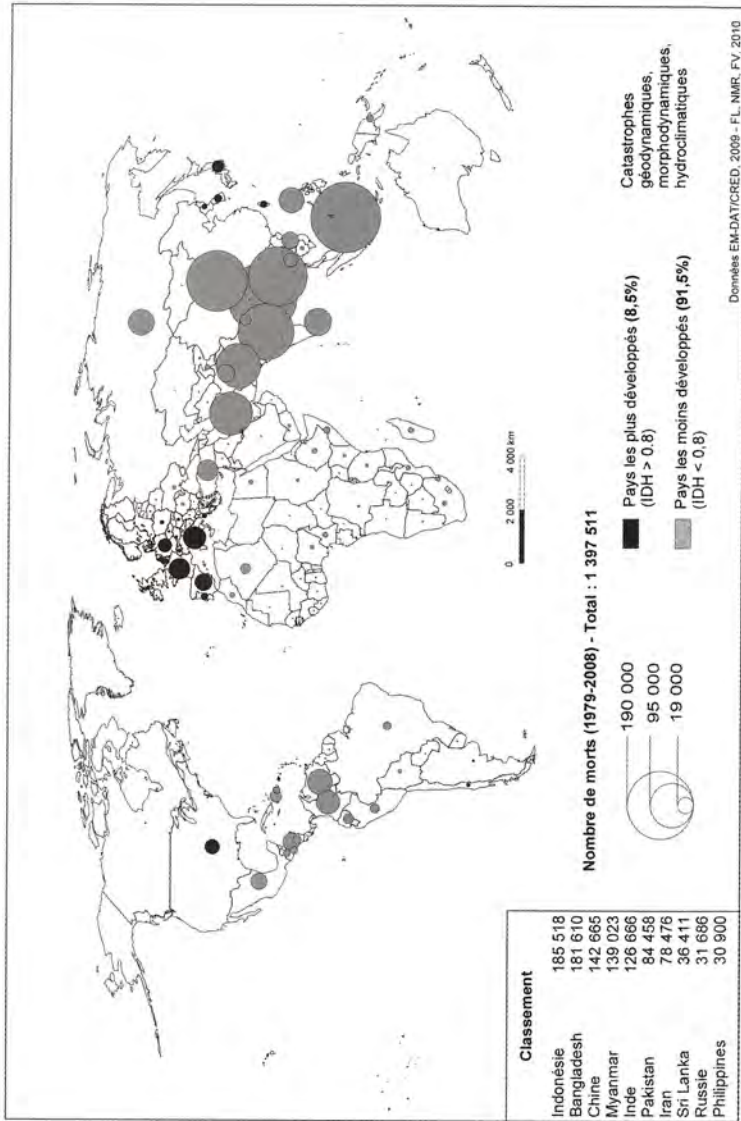 Classement
Indonésie 185 518
Bangladesh 181 610
Chine 142 665
Myanmar 139 023
Inde 126 666
Pakistan 84 458
Iran 78 476
Sri Lanka 36 411
Russie 31 686
Philippines 30 900
0 2 000 4 000 km
Nombre de morts (1979-2008) - Total : 1 397 511
190 000
95 000
19 000
Pays les plus développés (8,5%)
(IDH > 0.8)
Pays les moins développés (91,5%)
(IDH < 0,8)
Catastrophes
géodynamiques,
morphodynamiques,
hydroclimatiques
Données EM-DAT/CRED, 2009 - FL, NMR, FV, 2010